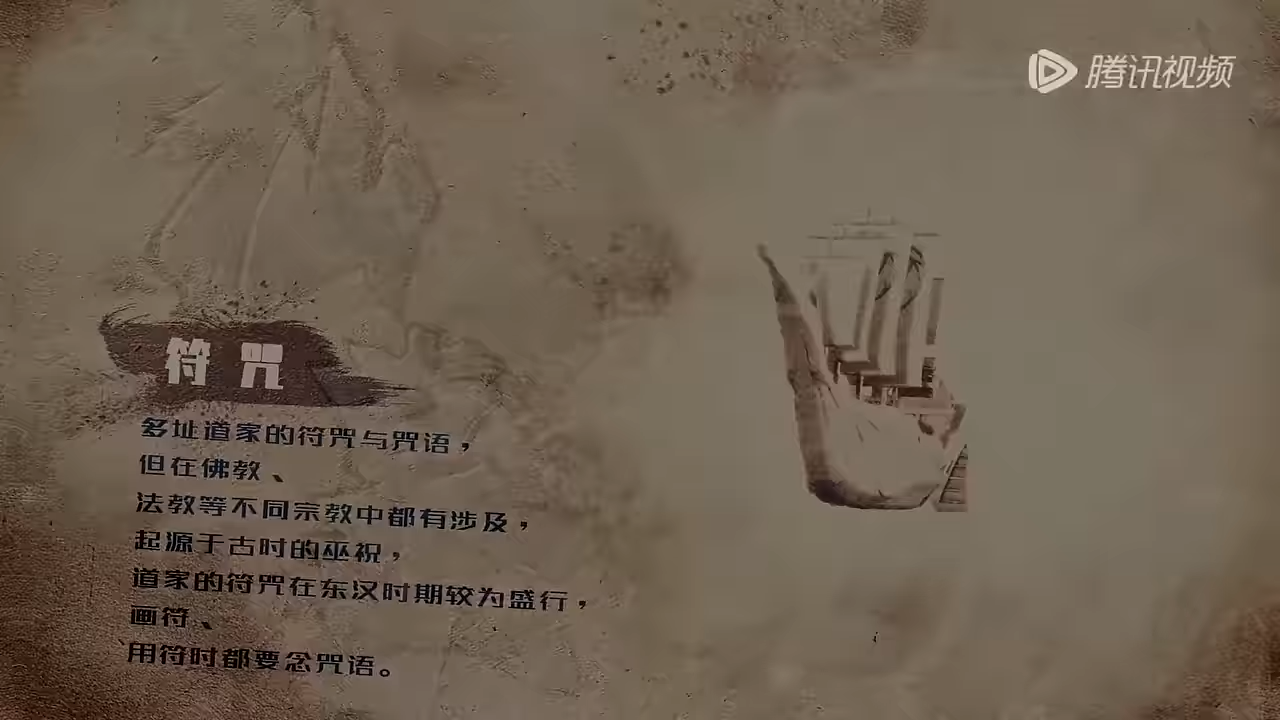 腾讯视频
符咒
多址道家的符咒与咒语，
但在佛教、
法教等不同宗教中都有涉及，
起源于古时的巫祝，
道家的符咒在东汉时期较为盛行，
画符、
用符时都要念咒语。